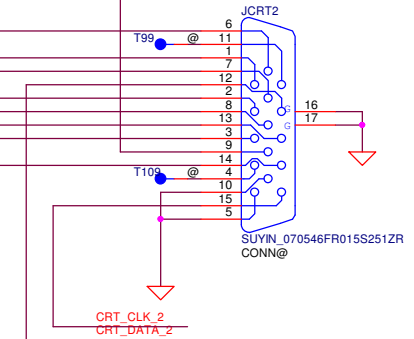 JCRT2
6
T99 @ 11
1
7
12
2
8
13
3
9
14
T109 @ 4
10
15
5
G 16
G 17
SUYIN_070546FR015S251ZR
CONN@
CRT_CLK_2
CRT_DATA_2